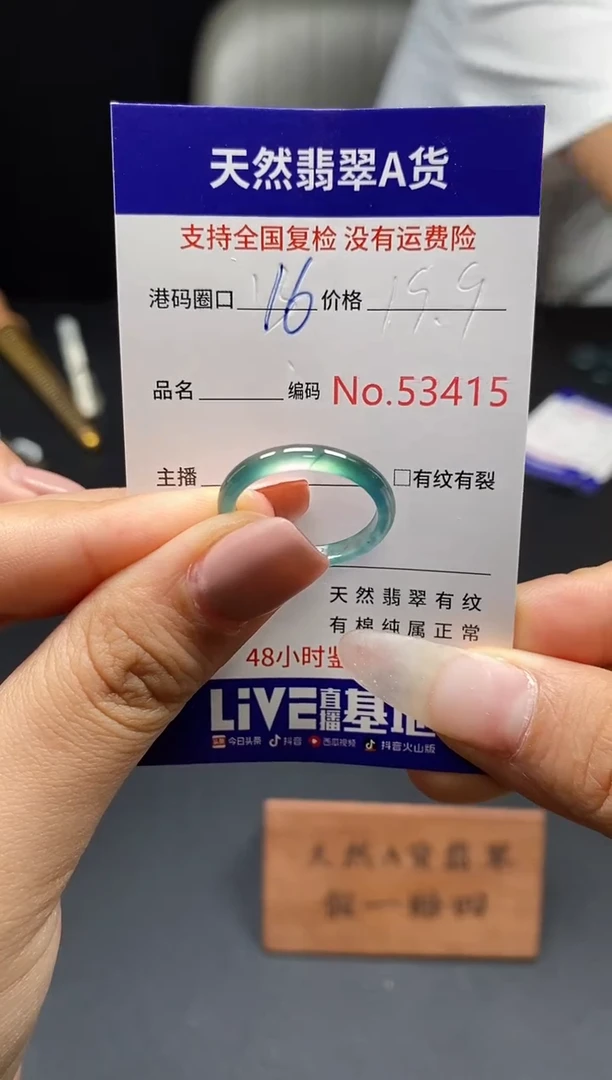 天然翡翠A货
支持全国复检 没有运费险
港码圈口 16 价格 19.9
品名 编码 No.53415
主播 □有纹有裂
天然翡翠有纹
有棉纯属正常
48小时鉴
LiVE直播基地
今日头条 抖音 西瓜视频 抖音火山版
天然A货翡翠
假一赔四